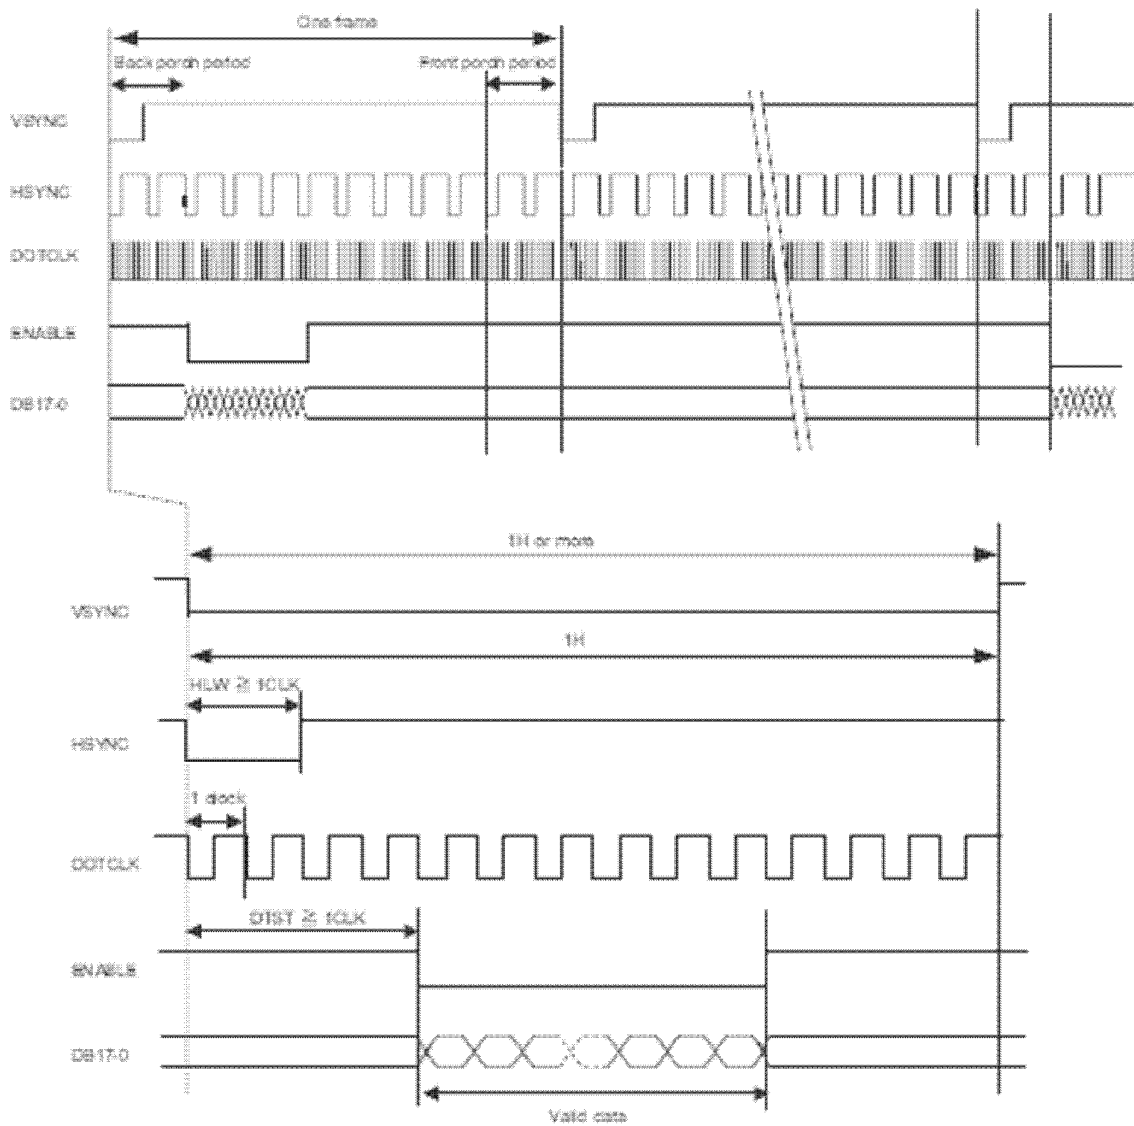 One frame
Back porch period
Front porch period
VSYNC
HSYNC
DOTCLK
ENABLE
DB17-0
1H or more
VSYNC
1H
HLW ≧ 1CLK
HSYNC
1 clock
DOTCLK
DTST ≧ 1CLK
ENABLE
DB17-0
Valid data